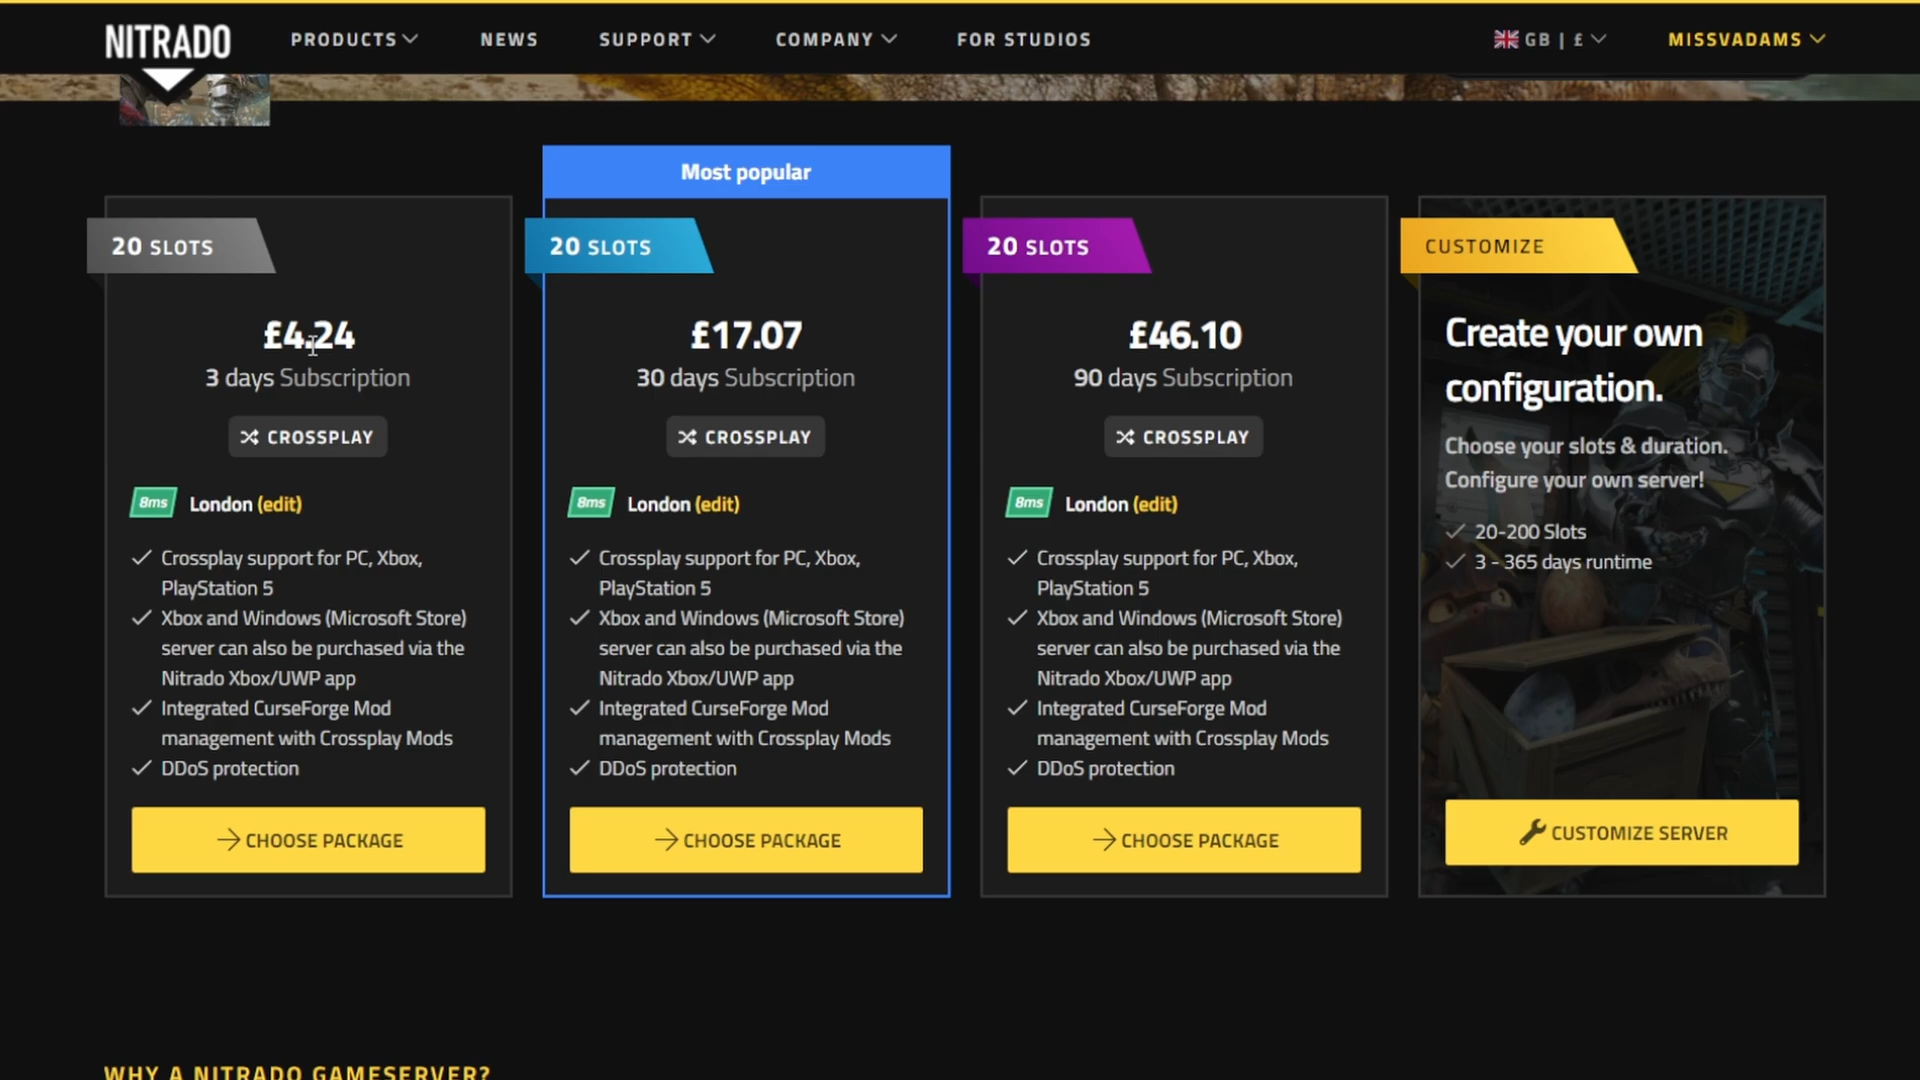 NITRADO
PRODUCTS
NEWS
SUPPORT
COMPANY
FOR STUDIOS
GB | £
MISSVADAMS
20 SLOTS
£4.24
3 days Subscription
CROSSPLAY
8ms London (edit)
Crossplay support for PC, Xbox,
PlayStation 5
Xbox and Windows (Microsoft Store)
server can also be purchased via the
Nitrado Xbox/UWP app
Integrated CurseForge Mod
management with Crossplay Mods
DDoS protection
CHOOSE PACKAGE
Most popular
20 SLOTS
£17.07
30 days Subscription
CROSSPLAY
8ms London (edit)
Crossplay support for PC, Xbox,
PlayStation 5
Xbox and Windows (Microsoft Store)
server can also be purchased via the
Nitrado Xbox/UWP app
Integrated CurseForge Mod
management with Crossplay Mods
DDoS protection
CHOOSE PACKAGE
20 SLOTS
£46.10
90 days Subscription
CROSSPLAY
8ms London (edit)
Crossplay support for PC, Xbox,
PlayStation 5
Xbox and Windows (Microsoft Store)
server can also be purchased via the
Nitrado Xbox/UWP app
Integrated CurseForge Mod
management with Crossplay Mods
DDoS protection
CHOOSE PACKAGE
CUSTOMIZE
Create your own
configuration.
Choose your slots & duration.
Configure your own server!
20-200 Slots
3 - 365 days runtime
CUSTOMIZE SERVER
WHY A NITRADO GAMESERVER?